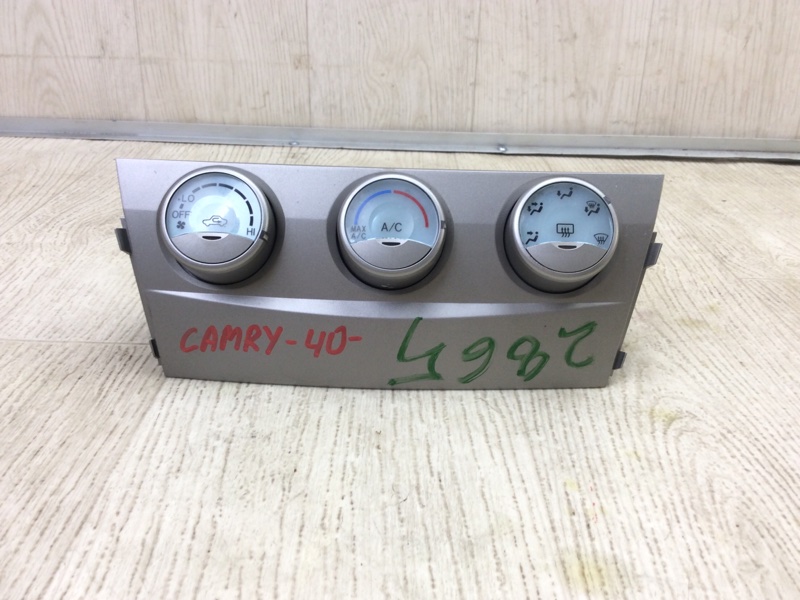 LO
OFF
HI
MAX
A/C
A/C
CAMRY-40-
2865